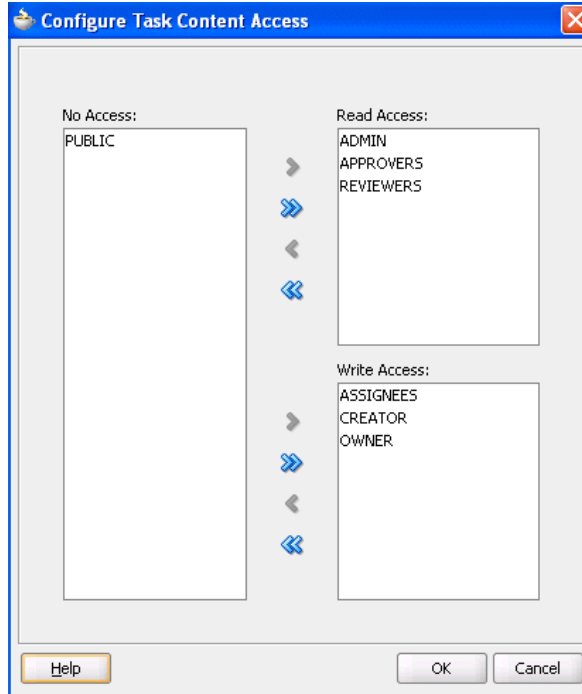 Configure Task Content Access
No Access:
PUBLIC
Read Access:
ADMIN
APPROVERS
REVIEWERS
Write Access:
ASSIGNEES
CREATOR
OWNER
Help
OK
Cancel